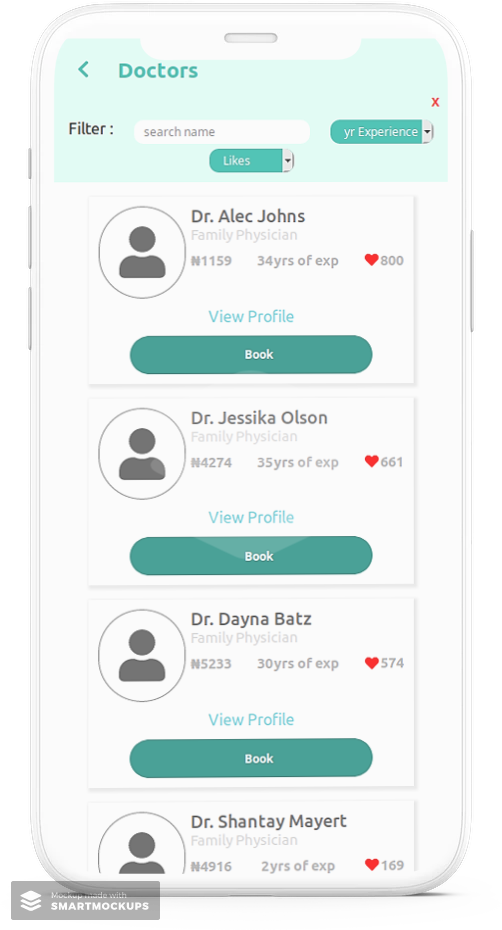 Doctors
x
Filter :
search name
yr Experience
Likes
Dr. Alec Johns
Family Physician
₦1159 34yrs of exp 800
View Profile
Book
Dr. Jessika Olson
Family Physician
₦4274 35yrs of exp 661
View Profile
Book
Dr. Dayna Batz
Family Physician
₦5233 30yrs of exp 574
View Profile
Book
Dr. Shantay Mayert
Family Physician
₦4916 2yrs of exp 169
Mockup made with
SMARTMOCKUPS